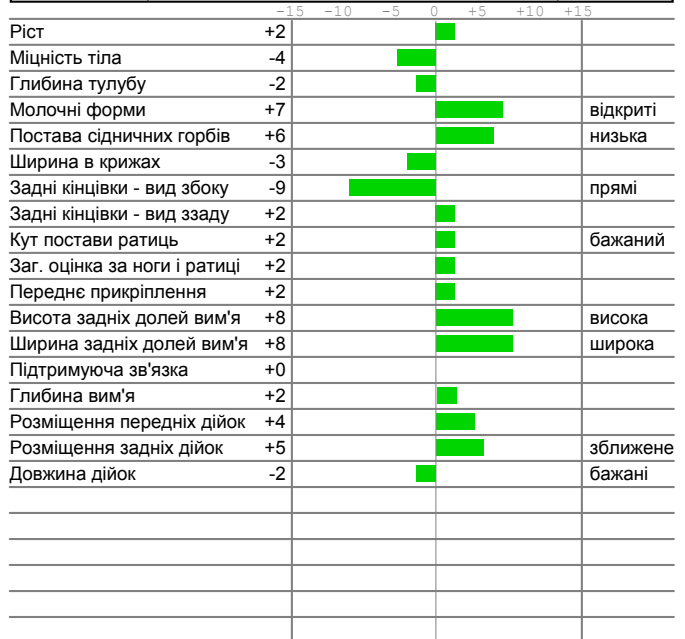 -15 -10 -5 0 +5 +10 +15
Ріст +2
Міцність тіла -4
Глибина тулубу -2
Молочні форми +7 відкриті
Постава сідничних горбів +6 низька
Ширина в крижах -3
Задні кінцівки - вид збоку -9 прямі
Задні кінцівки - вид ззаду +2
Кут постави ратиць +2 бажаний
Заг. оцінка за ноги і ратиці +2
Переднє прикріплення +2
Висота задніх долей вим'я +8 висока
Ширина задніх долей вим'я +8 широка
Підтримуюча зв'язка +0
Глибина вим'я +2
Розміщення передніх дійок +4
Розміщення задніх дійок +5 зближене
Довжина дійок -2 бажані